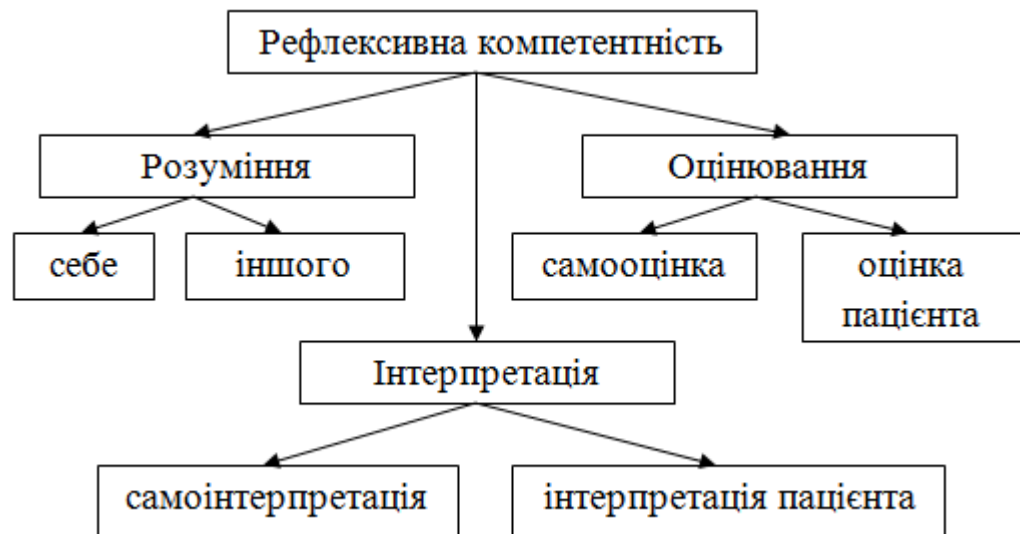 Рефлексивна компетентність
Розуміння
Оцінювання
себе
іншого
самооцінка
оцінка
пацієнта
Інтерпретація
самоінтерпретація
інтерпретація пацієнта